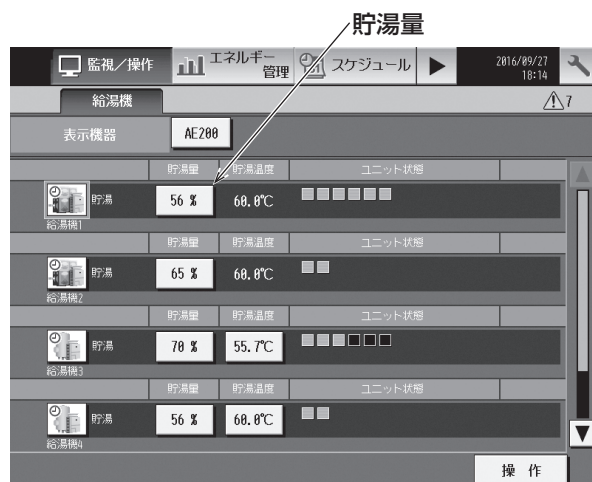 貯湯量
監視/操作
エネルギー
管理
スケジュール
2016/09/27
18:14
給湯機
7
表示機器
AE200
貯湯量 貯湯温度 ユニット状態
貯湯 56 % 60.0℃
給湯機1
貯湯量 貯湯温度 ユニット状態
貯湯 65 % 60.0℃
給湯機2
貯湯量 貯湯温度 ユニット状態
貯湯 70 % 55.7℃
給湯機3
貯湯量 貯湯温度 ユニット状態
貯湯 56 % 60.0℃
給湯機4
操 作